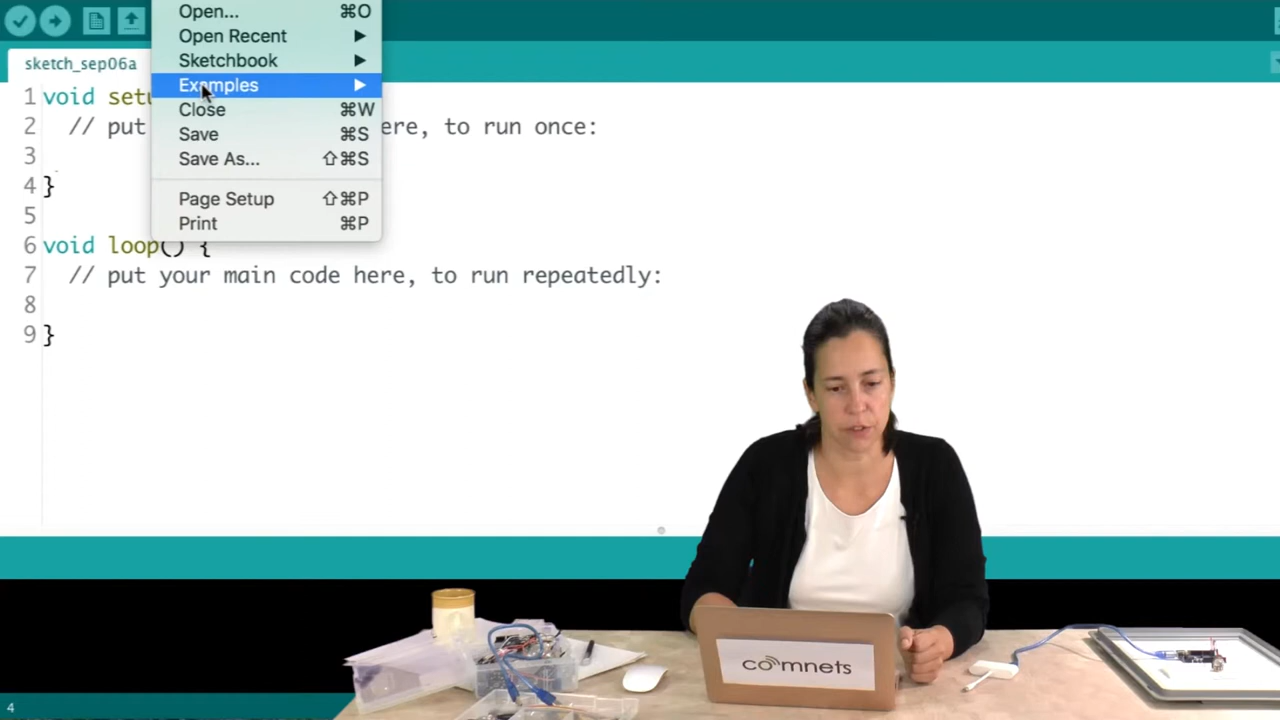 Open... ⌘O
Open Recent ▶
Sketchbook ▶
sketch_sep06a
Examples ▶
1 void setu
Close ⌘W
2 // put ere, to run once:
Save ⌘S
3
Save As... ⇧⌘S
4 }
Page Setup ⇧⌘P
5
Print ⌘P
6 void loop() {
7 // put your main code here, to run repeatedly:
8
9 }
comnets
4